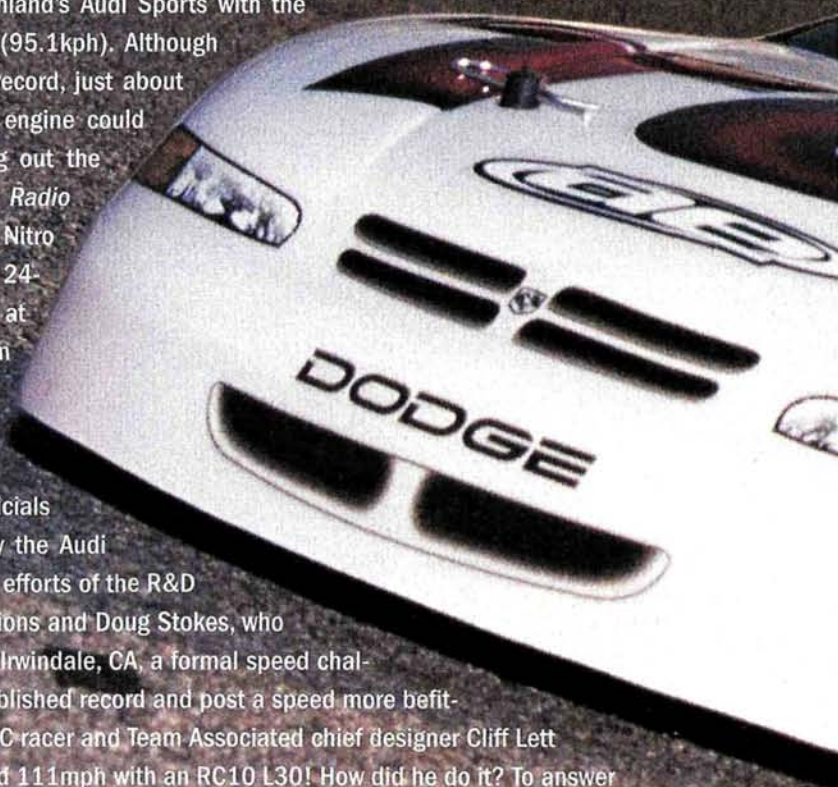 nland's Audi Sports with the
(95.1kph). Although
ecord, just about
engine could
g out the
Radio
Nitro
24-
at
n
cials
y the Audi
efforts of the R&D
ions and Doug Stokes, who
Irwindale, CA, a formal speed chal-
blished record and post a speed more befit-
C racer and Team Associated chief designer Cliff Lett
d 111mph with an RC10 L30! How did he do it? To answer
AE
DODGE